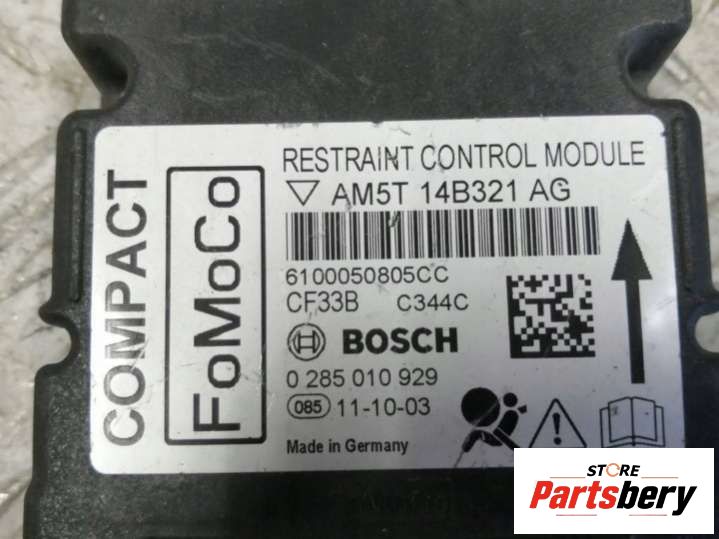 COMPACT
FoMoCo
RESTRAINT CONTROL MODULE
AM5T 14B321 AG
6100050805CC
CF33B C344C
BOSCH
0 285 010 929
085 11-10-03
Made in Germany
STORE
Partsbery